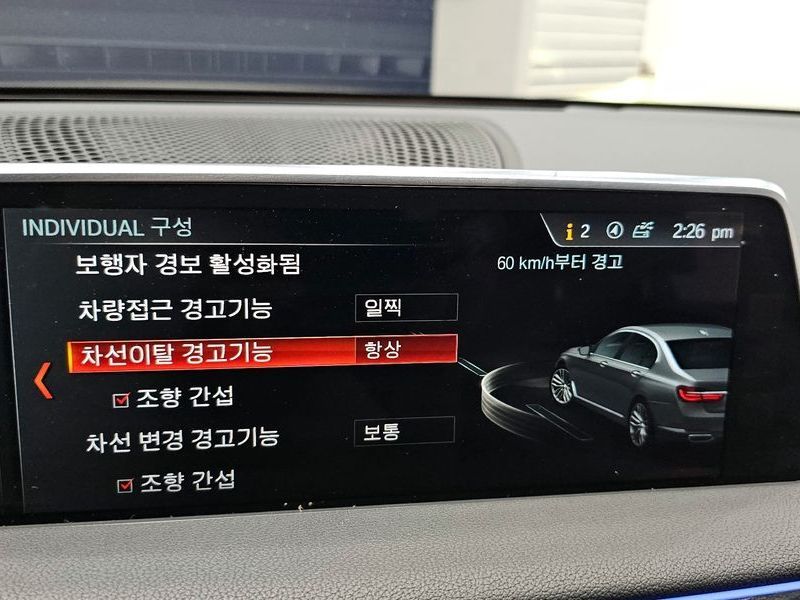 INDIVIDUAL 구성
i 2 2:26 pm
보행자 경보 활성화됨
60 km/h부터 경고
차량접근 경고기능 일찍
차선이탈 경고기능 항상
조향 간섭
차선 변경 경고기능 보통
조향 간섭